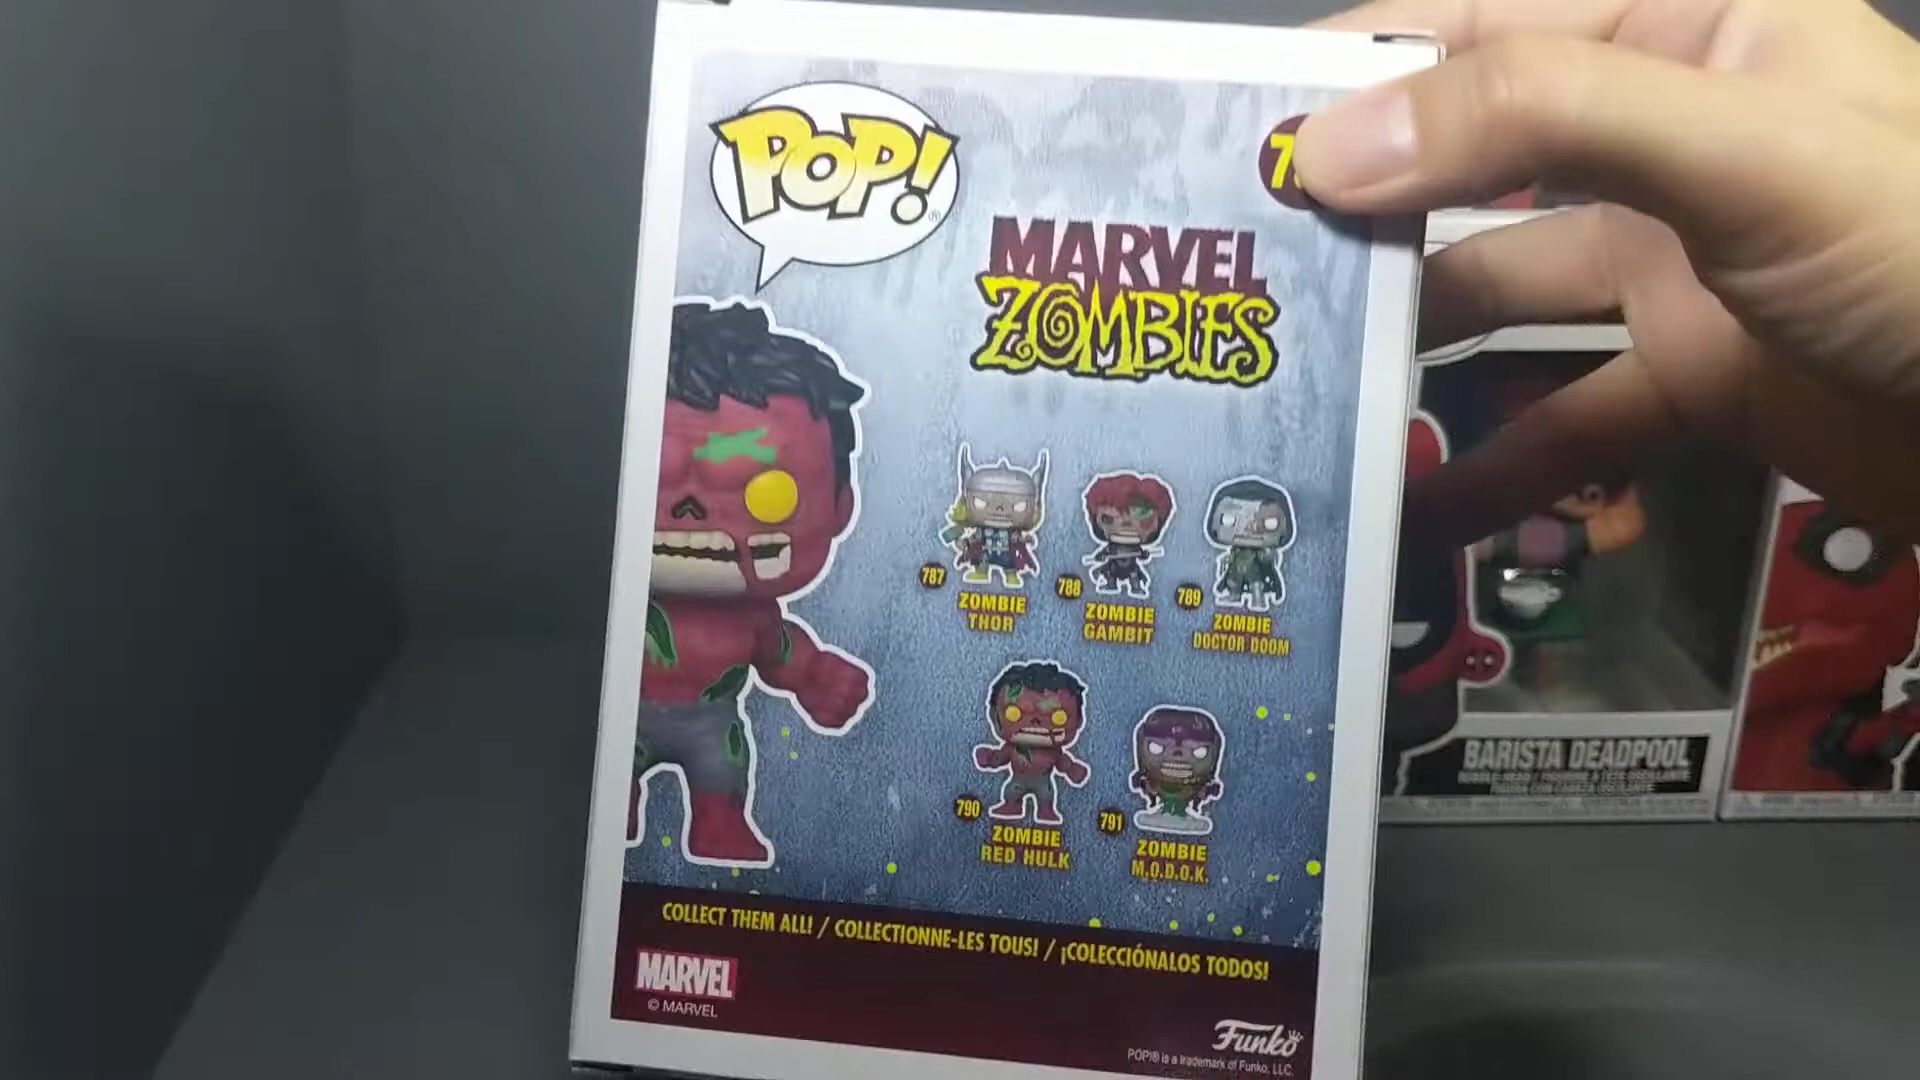 POP!
7
MARVEL
ZOMBIES
787
ZOMBIE
THOR
788
ZOMBIE
GAMBIT
789
ZOMBIE
DOCTOR DOOM
790
ZOMBIE
RED HULK
791
ZOMBIE
M.O.D.O.K.
COLLECT THEM ALL! / COLLECTIONNE-LES TOUS! / ¡COLECCIÓNALOS TODOS!
MARVEL
© MARVEL
Funko
POP!® is a trademark of Funko, LLC.
BARISTA DEADPOOL